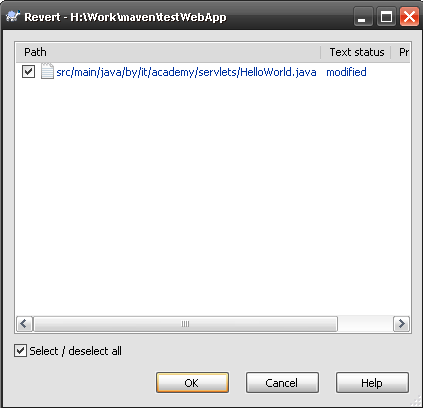 Revert - H:\Work\maven\testWebApp
Path Text status Pr
src/main/java/by/it/academy/servlets/HelloWorld.java modified
Select / deselect all
OK Cancel Help